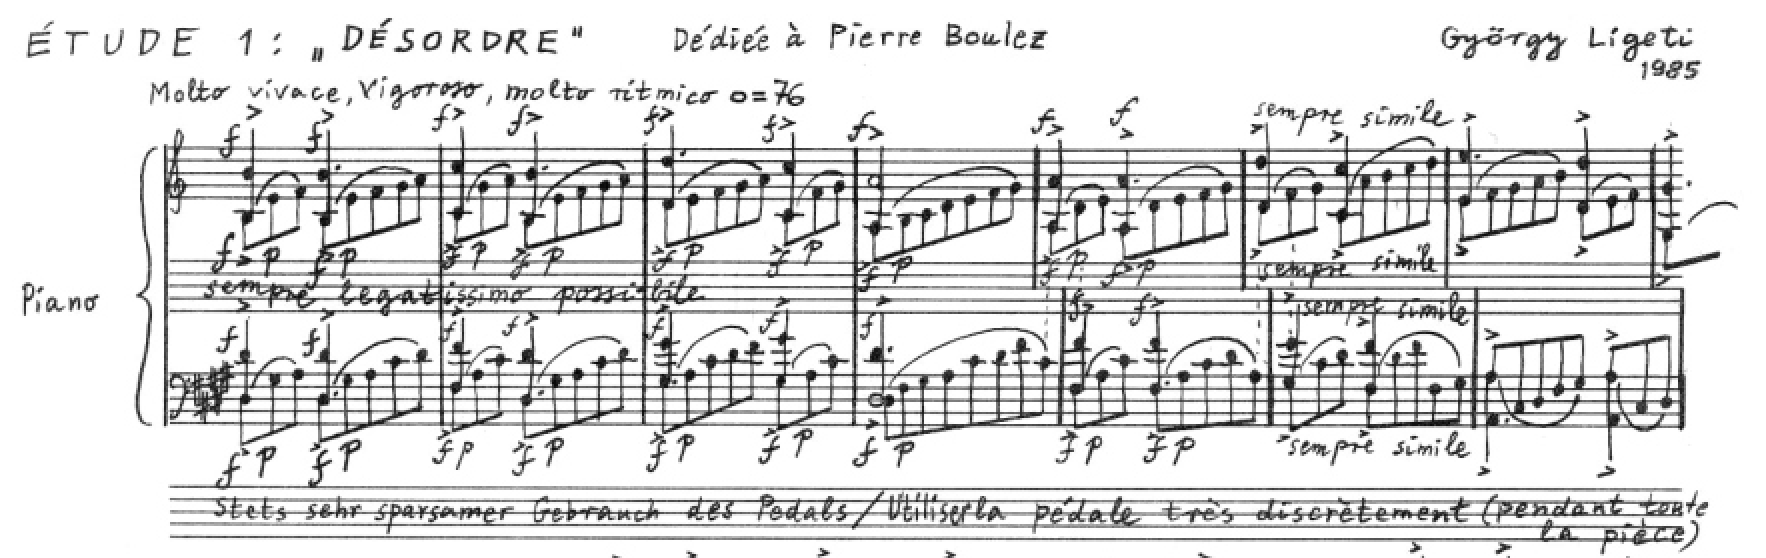 ÉTUDE 1: „DÉSORDRE" Dédiée à Pierre Boulez György Ligeti
1985
Molto vivace, vigoroso, molto ritmico o=76
f f f f f f f f f sempre simile
f p f p f p f p f p f p f p f p f p sempre simile
Piano sempre legatissimo possibile
f f f f f f f f f sempre simile
f p f p f p f p f p f p f p f p f p sempre simile
Stets sehr sparsamer Gebrauch des Pedals/Utiliser la pédale très discrètement (pendant toute
la pièce)